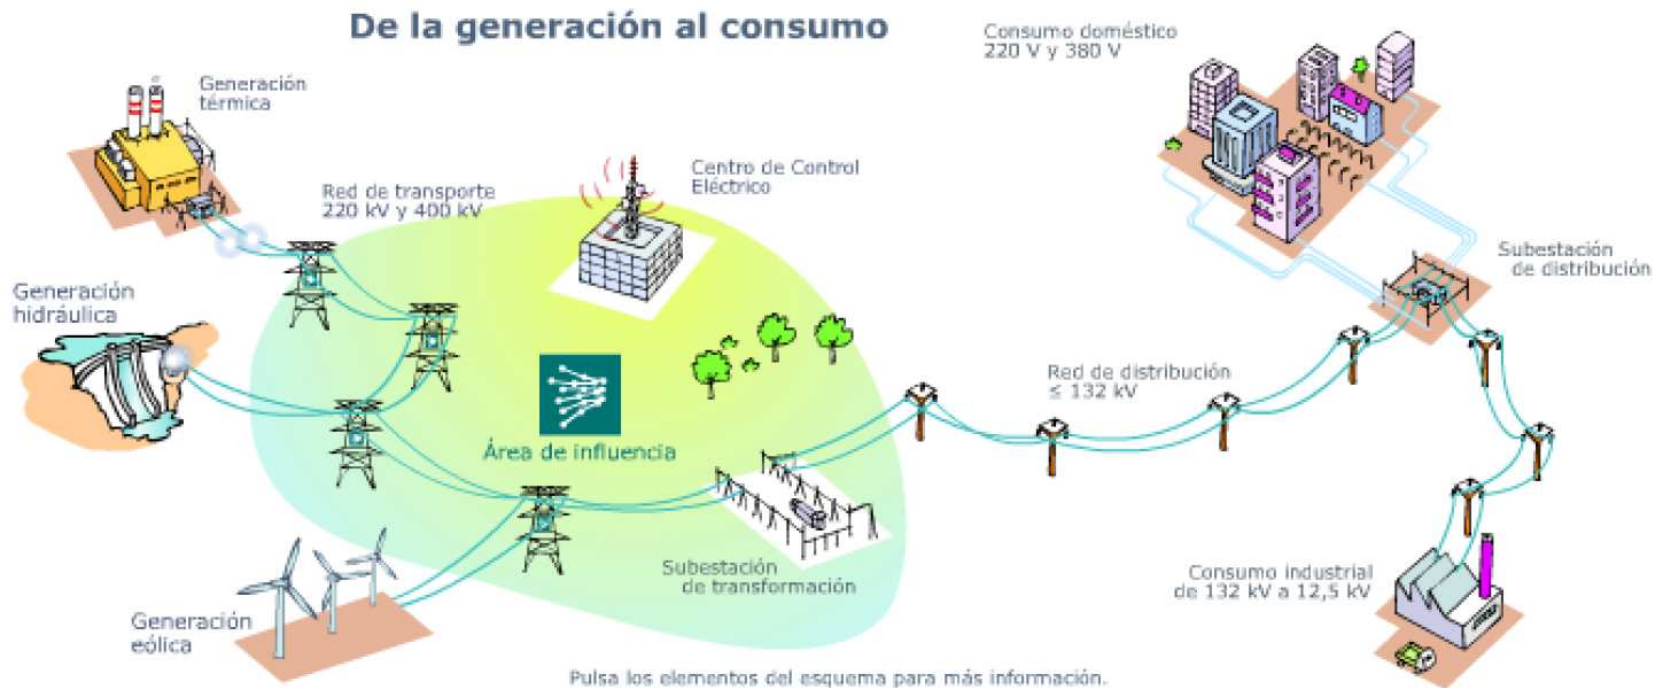 De la generación al consumo
Consumo doméstico
220 V y 380 V
Generación
térmica
Centro de Control
Eléctrico
Red de transporte
220 kV y 400 kV
Subestación
de distribución
Generación
hidráulica
Red de distribución
≤ 132 kV
Área de influencia
Subestación
de transformación
Consumo industrial
de 132 kV a 12,5 kV
Generación
eólica
Pulsa los elementos del esquema para más información.